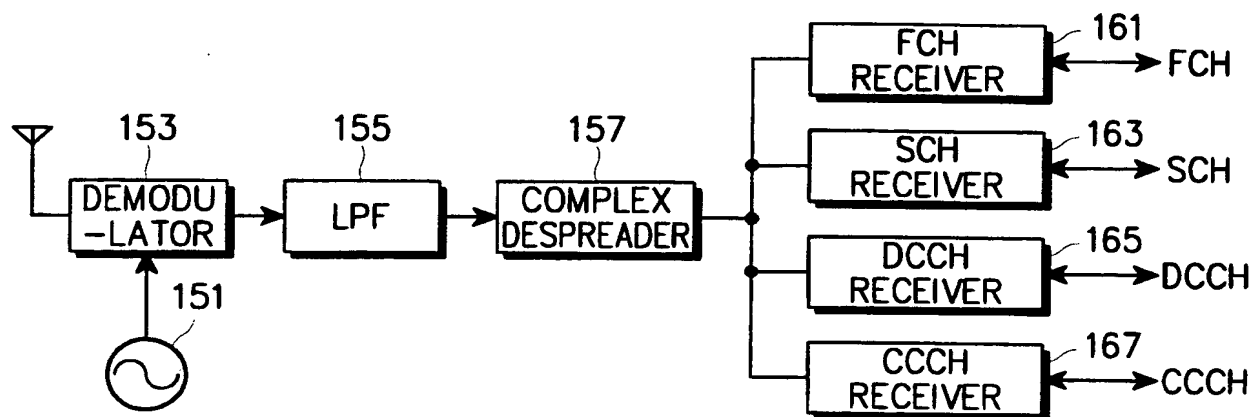 161
FCH
RECEIVER
FCH
153
155
157
163
SCH
RECEIVER
SCH
DEMODU
-LATOR
LPF
COMPLEX
DESPREADER
165
DCCH
RECEIVER
DCCH
151
167
CCCH
RECEIVER
CCCH